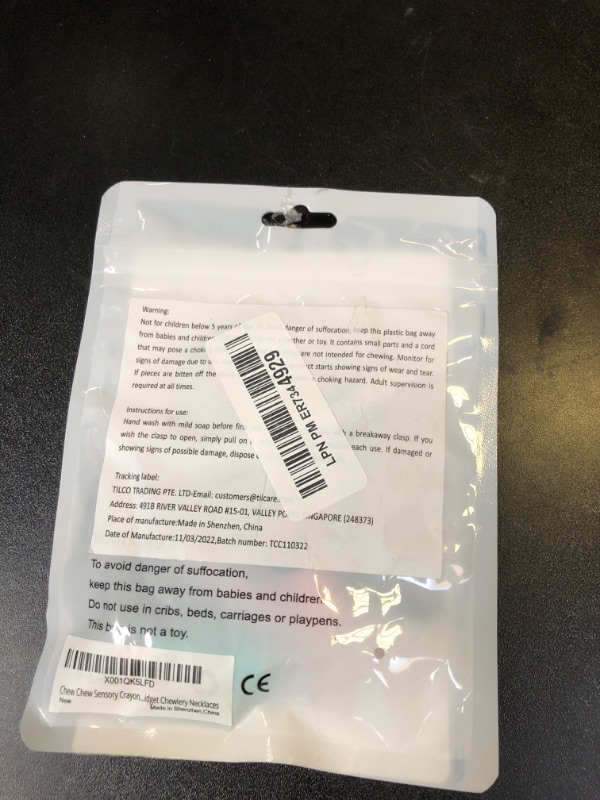 Warning:
Not for children below 5 years danger of suffocation, keep this plastic bag away
from babies and children or toy. It contains small parts and a cord
that may pose a are not intended for chewing. Monitor for
signs of damage due to starts showing signs of wear and tear.
If pieces are bitten off the choking hazard. Adult supervision is
required at all times.
Instructions for use:
Hand wash with mild soap before a breakaway clasp. If you
wish the clasp to open, simply pull on each use. If damaged or
showing signs of possible damage, dispose
Tracking label:
TILCO TRADING PTE. LTD-Email: customers@tilcare.
Address: 491B RIVER VALLEY ROAD #15-01, VALLEY SINGAPORE (248373)
Place of manufacture:Made in Shenzhen, China
Date of Manufacture:11/03/2022,Batch number: TCC110322
LPN PM ER7344929
To avoid danger of suffocation,
keep this bag away from babies and children.
Do not use in cribs, beds, carriages or playpens.
This is not a toy.
X001QK5LFD
Chew Chew Sensory Crayon...idget Chewlery Necklaces
New
Made in Shenzhen,China
CE